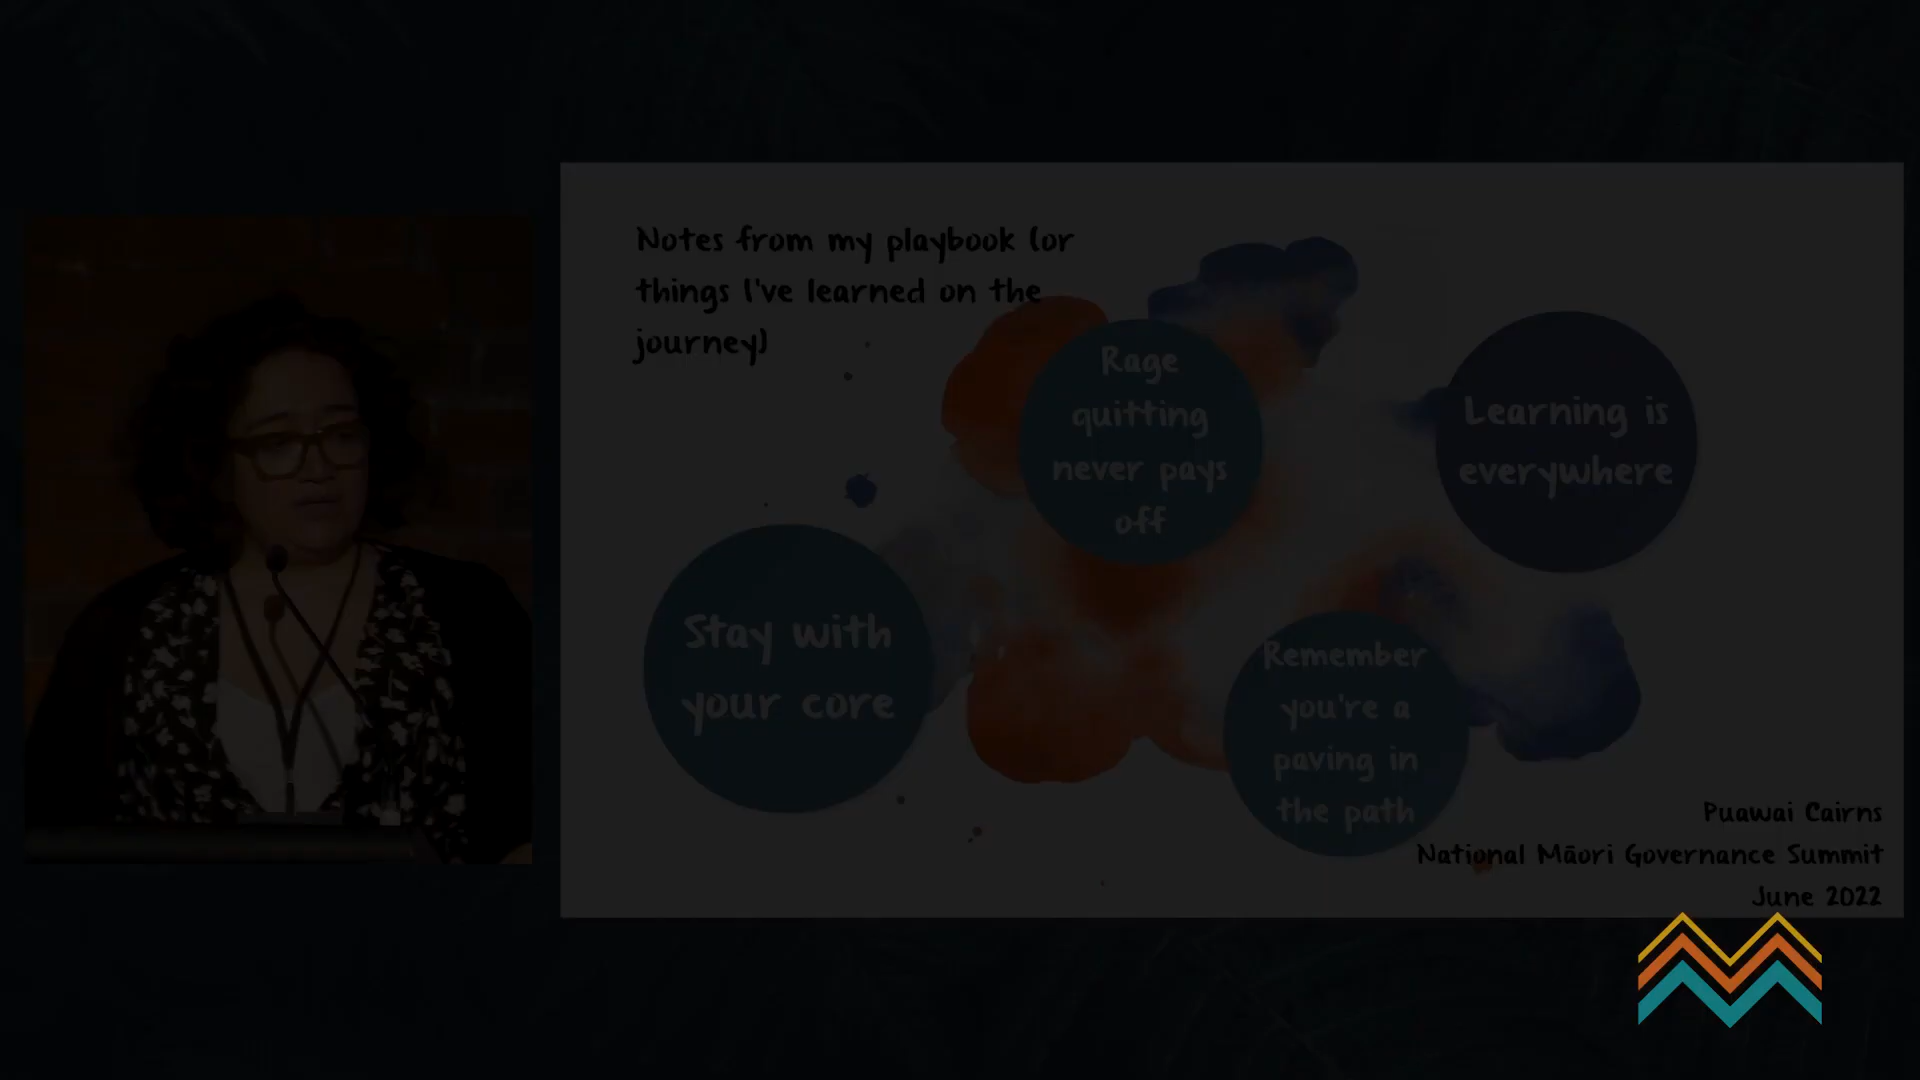 Notes from my playbook (or
things I've learned on the
journey)
Rage
quitting
never pays
off
Learning is
everywhere
Stay with
your core
Remember
you're a
paving in
the path
Puawai Cairns
National Māori Governance Summit
June 2022